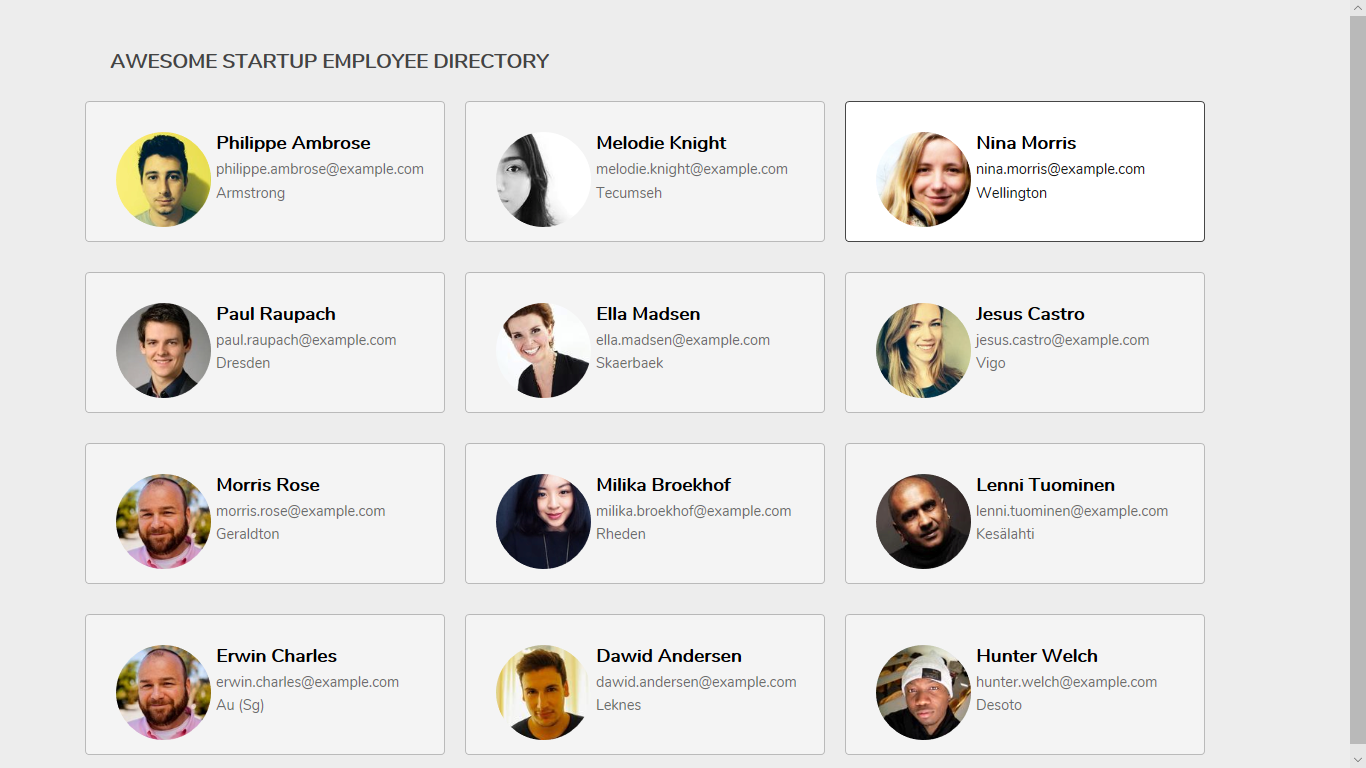 AWESOME STARTUP EMPLOYEE DIRECTORY
Philippe Ambrose
philippe.ambrose@example.com
Armstrong
Melodie Knight
melodie.knight@example.com
Tecumseh
Nina Morris
nina.morris@example.com
Wellington
Paul Raupach
paul.raupach@example.com
Dresden
Ella Madsen
ella.madsen@example.com
Skaerbaek
Jesus Castro
jesus.castro@example.com
Vigo
Morris Rose
morris.rose@example.com
Geraldton
Milika Broekhof
milika.broekhof@example.com
Rheden
Lenni Tuominen
lenni.tuominen@example.com
Kesälahti
Erwin Charles
erwin.charles@example.com
Au (Sg)
Dawid Andersen
dawid.andersen@example.com
Leknes
Hunter Welch
hunter.welch@example.com
Desoto